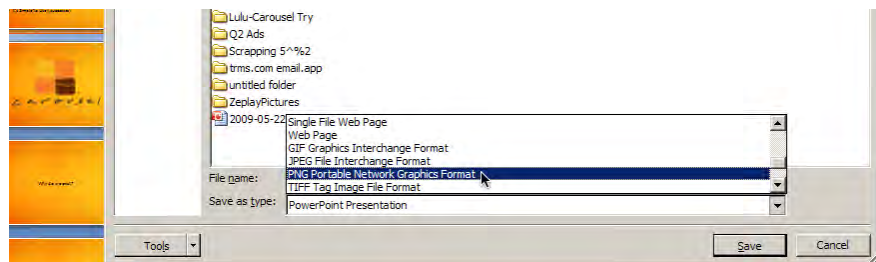 Lulu-Carousel Try
Q2 Ads
Scrapping 5^%2
trms.com email.app
untitled folder
ZeplayPictures
2009-05-22
Single File Web Page
Web Page
GIF Graphics Interchange Format
JPEG File Interchange Format
PNG Portable Network Graphics Format
TIFF Tag Image File Format
File name:
Save as type:
PowerPoint Presentation
carousel
Tools
Save
Cancel